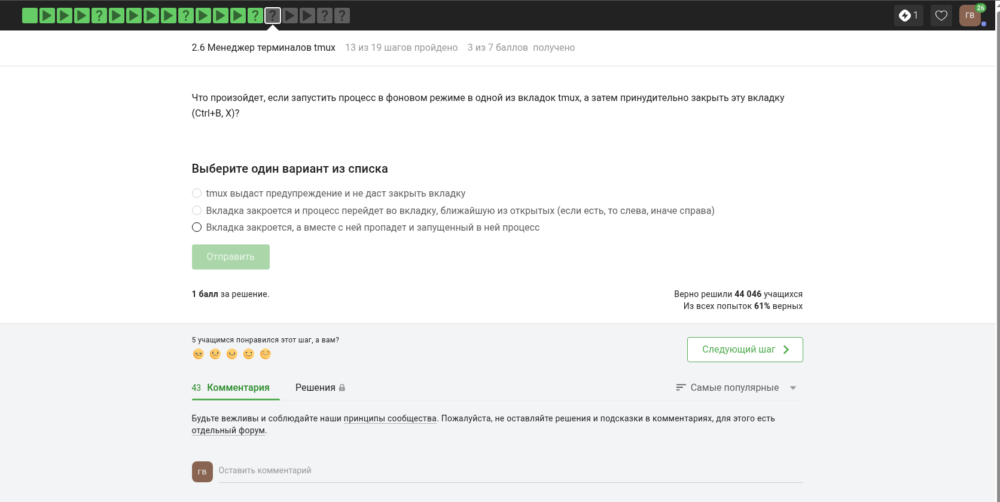 ? ? ? ? ? ? 1 ГВ 26
2.6 Менеджер терминалов tmux 13 из 19 шагов пройдено 3 из 7 баллов получено
Что произойдет, если запустить процесс в фоновом режиме в одной из вкладок tmux, а затем принудительно закрыть эту вкладку
(Ctrl+B, X)?
Выберите один вариант из списка
tmux выдаст предупреждение и не даст закрыть вкладку
Вкладка закроется и процесс перейдет во вкладку, ближайшую из открытых (если есть, то слева, иначе справа)
Вкладка закроется, а вместе с ней пропадет и запущенный в ней процесс
Отправить
1 балл за решение.
Верно решили 44 046 учащихся
Из всех попыток 61% верных
5 учащимся понравился этот шаг, а вам?
Следующий шаг
43 Комментария Решения Самые популярные
Будьте вежливы и соблюдайте наши принципы сообщества. Пожалуйста, не оставляйте решения и подсказки в комментариях, для этого есть
отдельный форум.
ГВ Оставить комментарий